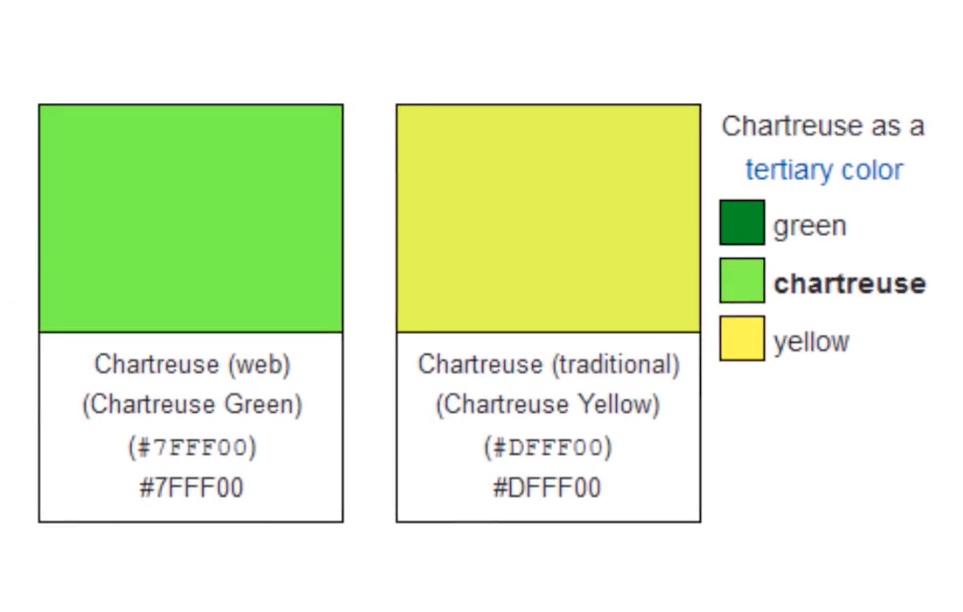 Chartreuse (web)
(Chartreuse Green)
(#7FFF00)
#7FFF00
Chartreuse (traditional)
(Chartreuse Yellow)
(#DFFF00)
#DFFF00
Chartreuse as a
tertiary color
green
chartreuse
yellow